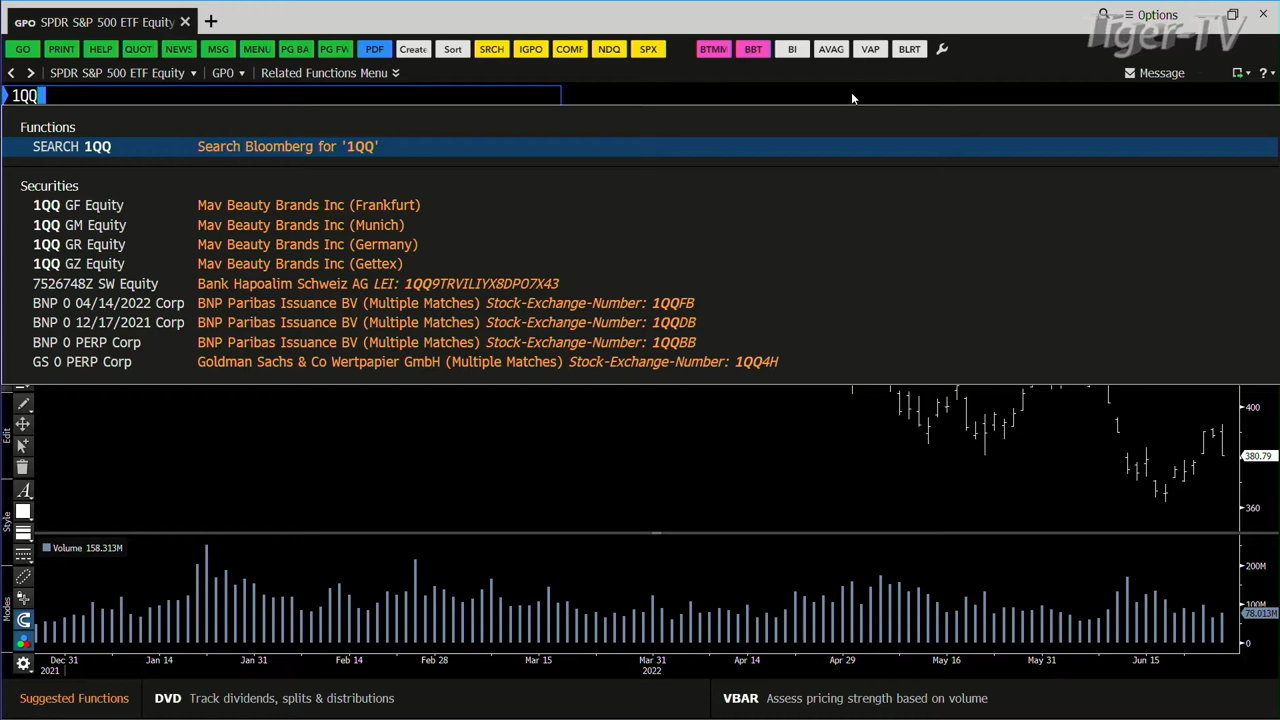 GPO SPDR S&P 500 ETF Equity
Options
Tiger-TV
GO PRINT HELP QUOT NEWS MSG MENU PG BA PG FW PDF Create Sort SRCH IGPO COMF NDQ SPX BTMM BBT BI AVAG VAP BLRT
SPDR S&P 500 ETF Equity GPO Related Functions Menu Message ?
1QQ
Functions
SEARCH 1QQ Search Bloomberg for '1QQ'
Securities
1QQ GF Equity Mav Beauty Brands Inc (Frankfurt)
1QQ GM Equity Mav Beauty Brands Inc (Munich)
1QQ GR Equity Mav Beauty Brands Inc (Germany)
1QQ GZ Equity Mav Beauty Brands Inc (Gettex)
7526748Z SW Equity Bank Hapoalim Schweiz AG LEI: 1QQ9TRVILIYX8DPO7X43
BNP 0 04/14/2022 Corp BNP Paribas Issuance BV (Multiple Matches) Stock-Exchange-Number: 1QQFB
BNP 0 12/17/2021 Corp BNP Paribas Issuance BV (Multiple Matches) Stock-Exchange-Number: 1QQDB
BNP 0 PERP Corp BNP Paribas Issuance BV (Multiple Matches) Stock-Exchange-Number: 1QQBB
GS 0 PERP Corp Goldman Sachs & Co Wertpapier GmbH (Multiple Matches) Stock-Exchange-Number: 1QQ4H
400
Edit
380.79
A
Style
360
Volume 158.313M
200M
Modes
100M
78.013M
0
Dec 31 Jan 14 Jan 31 Feb 14 Feb 28 Mar 15 Mar 31 Apr 14 Apr 29 May 16 May 31 Jun 15
2021 2022
Suggested Functions DVD Track dividends, splits & distributions VBAR Assess pricing strength based on volume